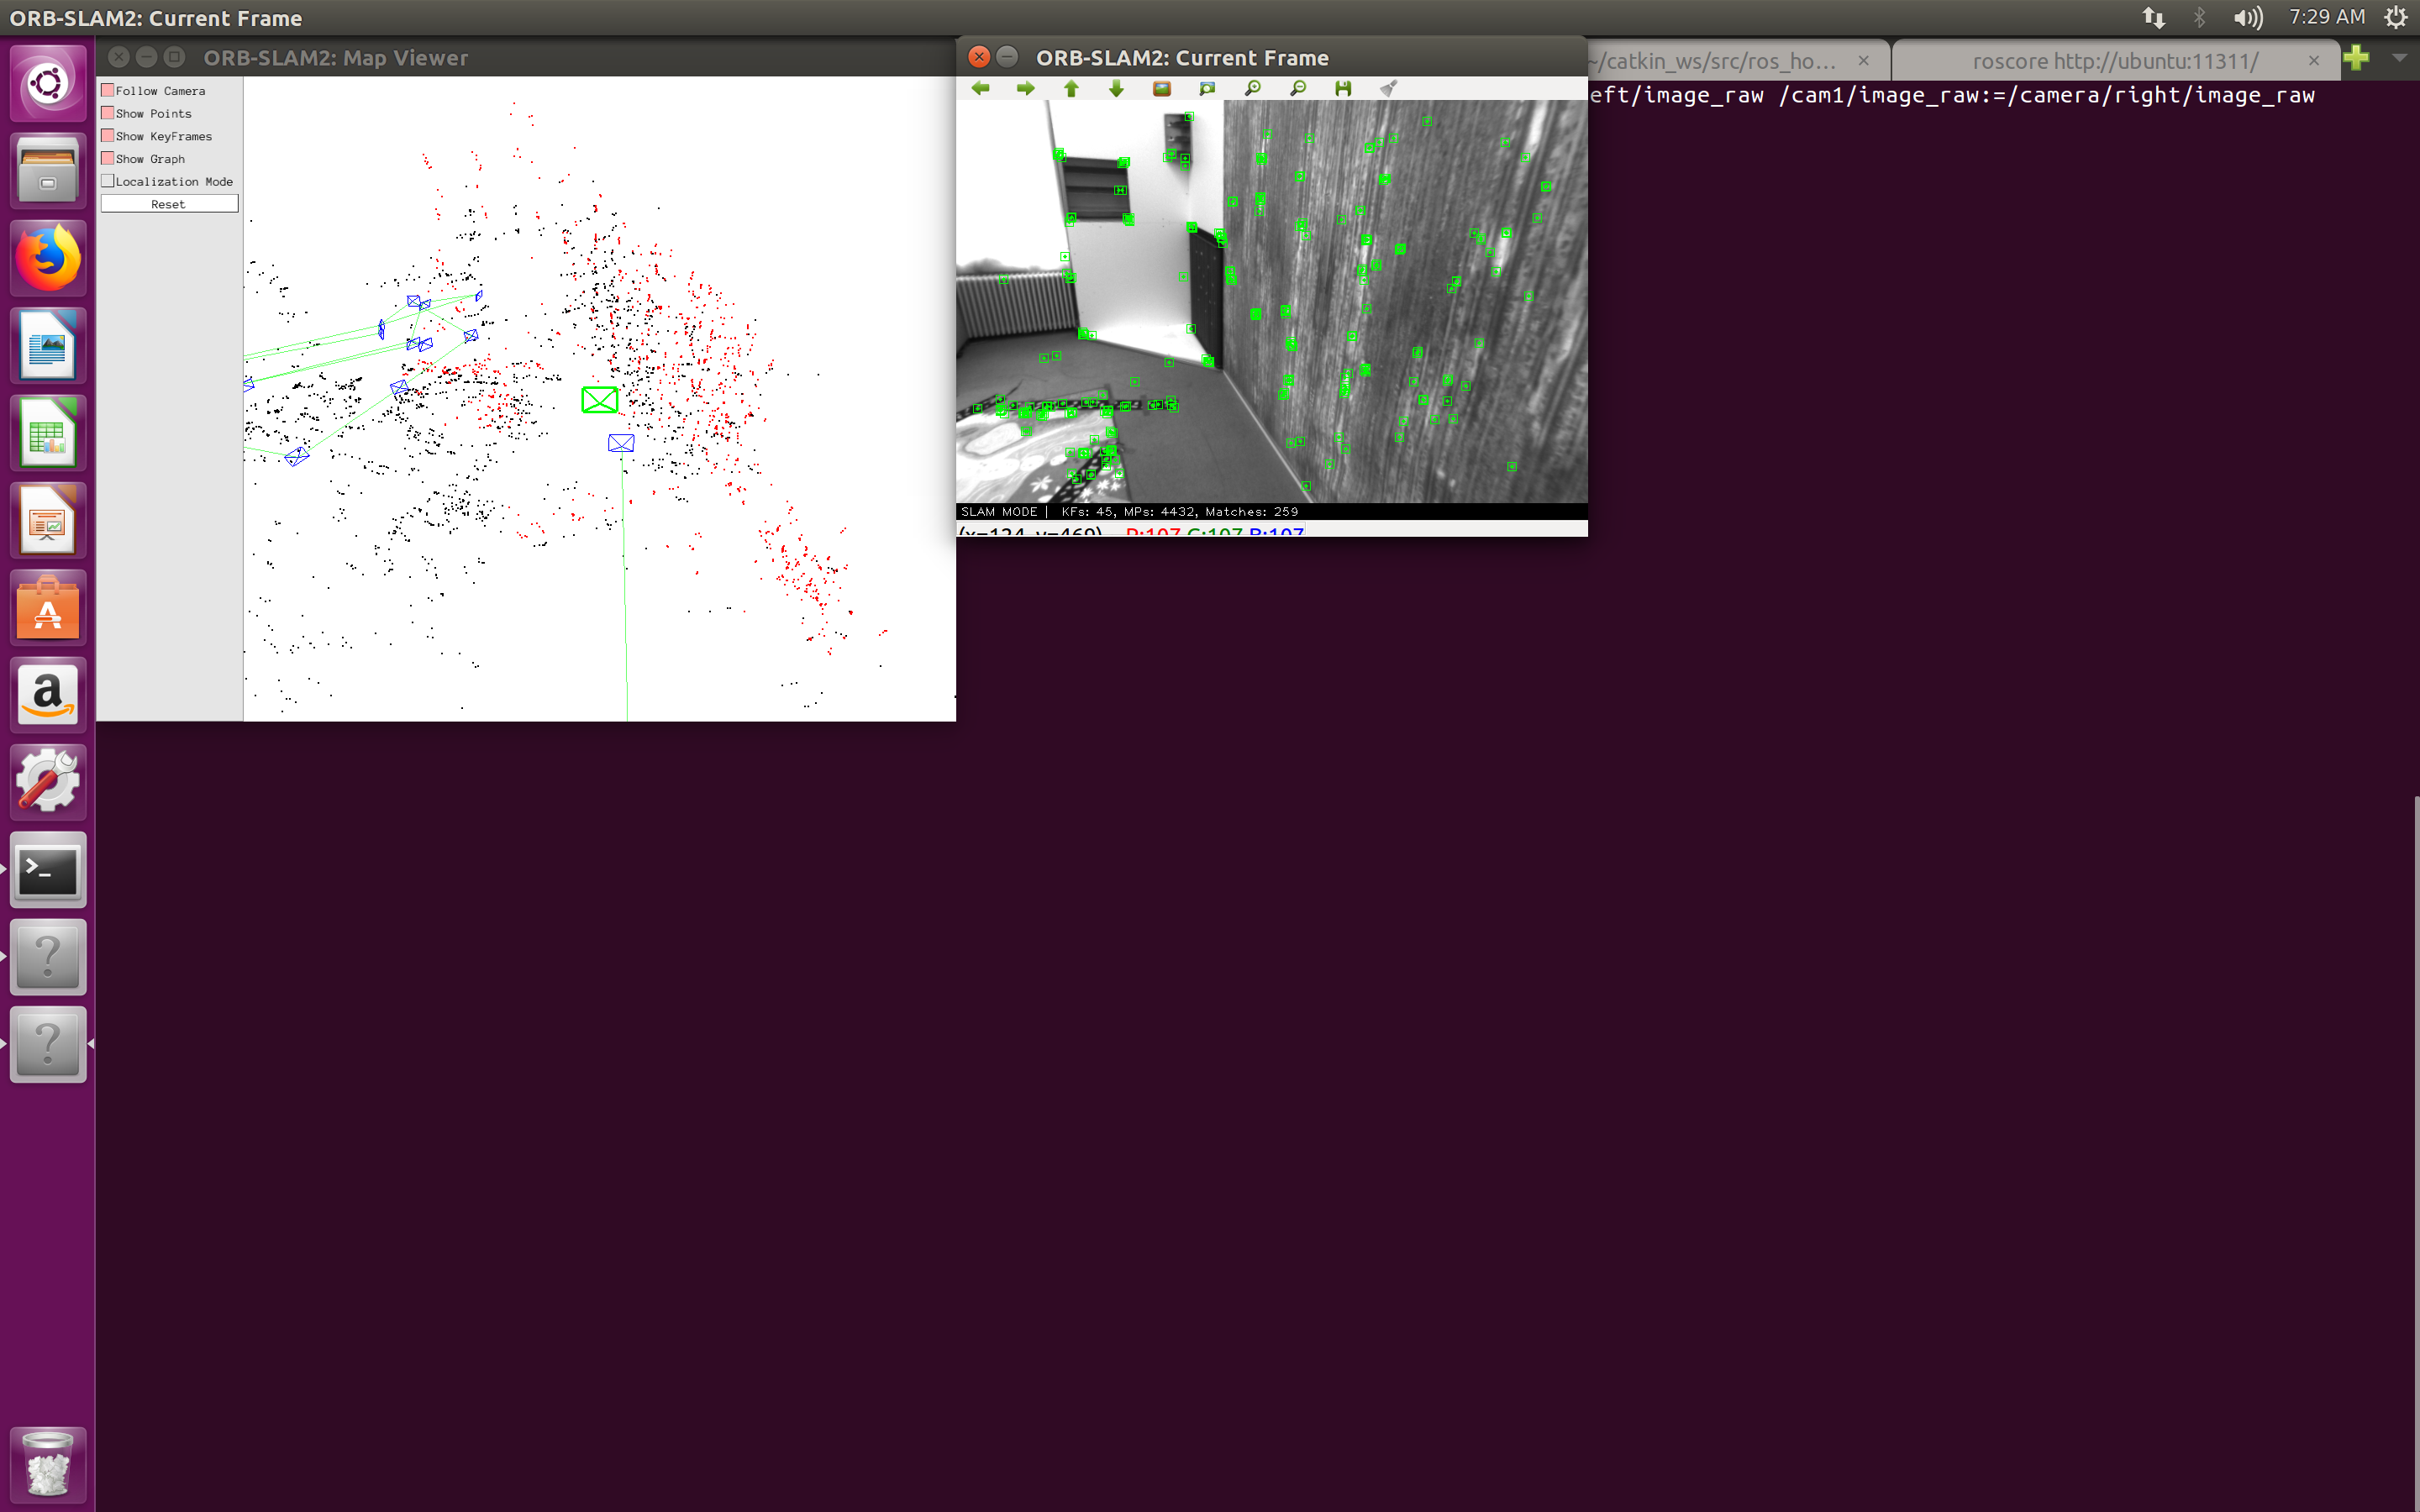 ORB-SLAM2: Current Frame
7:29 AM
ORB-SLAM2: Map Viewer
Follow Camera
Show Points
Show KeyFrames
Show Graph
Localization Mode
Reset
ORB-SLAM2: Current Frame
SLAM MODE | KFs: 45, MPs: 4432, Matches: 259
(x=124, y=469) R:107 G:107 B:107
~/catkin_ws/src/ros_ho...
roscore http://ubuntu:11311/
eft/image_raw /cam1/image_raw:=/camera/right/image_raw